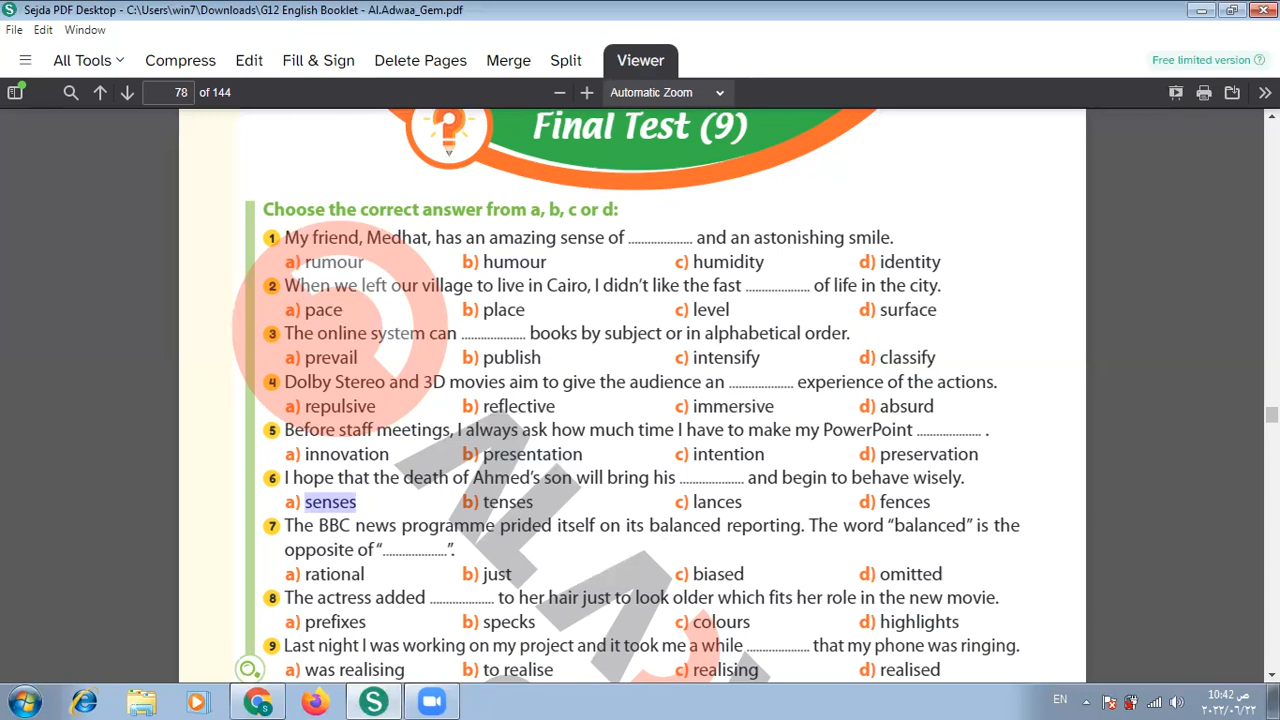 Sejda PDF Desktop - C:\Users\win7\Downloads\G12 English Booklet - Al.Adwaa_Gem.pdf
File Edit Window
All Tools Compress Edit Fill & Sign Delete Pages Merge Split Viewer Free limited version
78 of 144 Automatic Zoom
Final Test (9)
Choose the correct answer from a, b, c or d:
1 My friend, Medhat, has an amazing sense of .................... and an astonishing smile.
a) rumour b) humour c) humidity d) identity
2 When we left our village to live in Cairo, I didn't like the fast .................... of life in the city.
a) pace b) place c) level d) surface
3 The online system can .................... books by subject or in alphabetical order.
a) prevail b) publish c) intensify d) classify
4 Dolby Stereo and 3D movies aim to give the audience an .................... experience of the actions.
a) repulsive b) reflective c) immersive d) absurd
5 Before staff meetings, I always ask how much time I have to make my PowerPoint .................... .
a) innovation b) presentation c) intention d) preservation
6 I hope that the death of Ahmed's son will bring his .................... and begin to behave wisely.
a) senses b) tenses c) lances d) fences
7 The BBC news programme prided itself on its balanced reporting. The word “balanced” is the
opposite of “....................”.
a) rational b) just c) biased d) omitted
8 The actress added .................... to her hair just to look older which fits her role in the new movie.
a) prefixes b) specks c) colours d) highlights
9 Last night I was working on my project and it took me a while .................... that my phone was ringing.
a) was realising b) to realise c) realising d) realised
EN
10:42 ص
٢٠٢٢/٠٦/٢٢